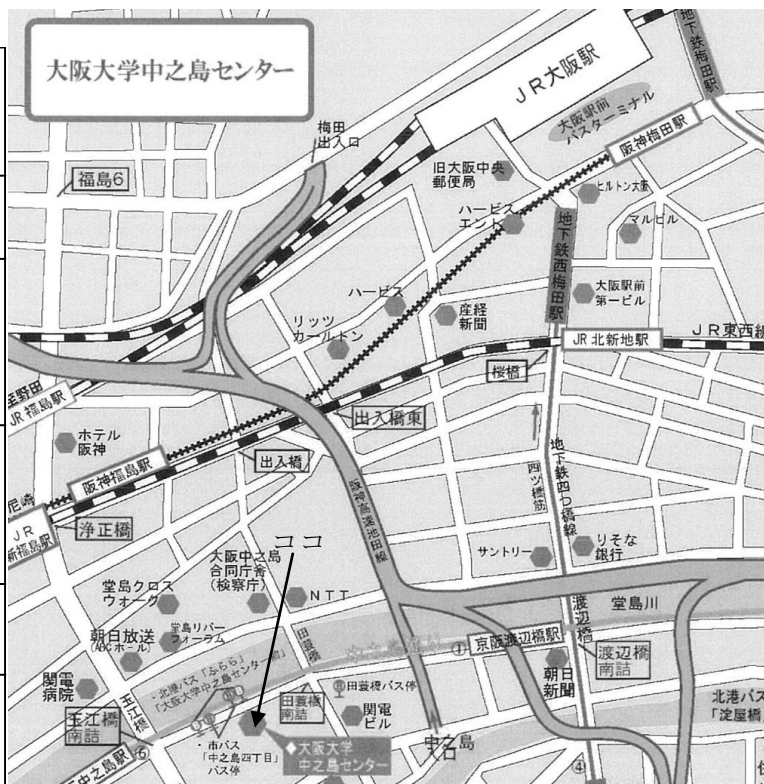 大阪大学中之島センター
JR大阪駅
地下鉄梅田駅
大阪駅前
バスターミナル
阪神梅田駅
梅田
出入口
福島6
旧大阪中央
郵便局
ヒルトン大阪
ハービス
エント
マルビル
地下鉄西梅田駅
ハービス
産経
新聞
大阪駅前
第一ビル
リッツ
カールトン
JR北新地駅
JR東西線
桜橋
野田
JR福島駅
出入橋東
ホテル
阪神
出入橋
阪神福島駅
尼崎
JR
新福島駅
浄正橋
阪神高速池田線
四ツ橋筋
地下鉄四つ橋線
ココ
サントリー
りそな
銀行
大阪中之島
合同庁舎
(検察庁)
堂島クロス
ウォーク
NTT
堂島川
朝日放送
(ABCホール)
堂島リバー
フォーラム
田蓑橋
渡辺橋
京阪渡辺橋駅
①
渡辺橋
南詰
朝日
新聞
関電
病院
・北港バス「ふらら」
「大阪大学中之島センター前」
玉江橋
玉江橋
南詰
田蓑橋
南詰
田蓑橋バス停
関電
ビル
北港バス
「淀屋橋」
中之島
入口
・市バス
「中之島四丁目」
バス停
◆大阪大学
中之島センター
中之島駅
⑥
④